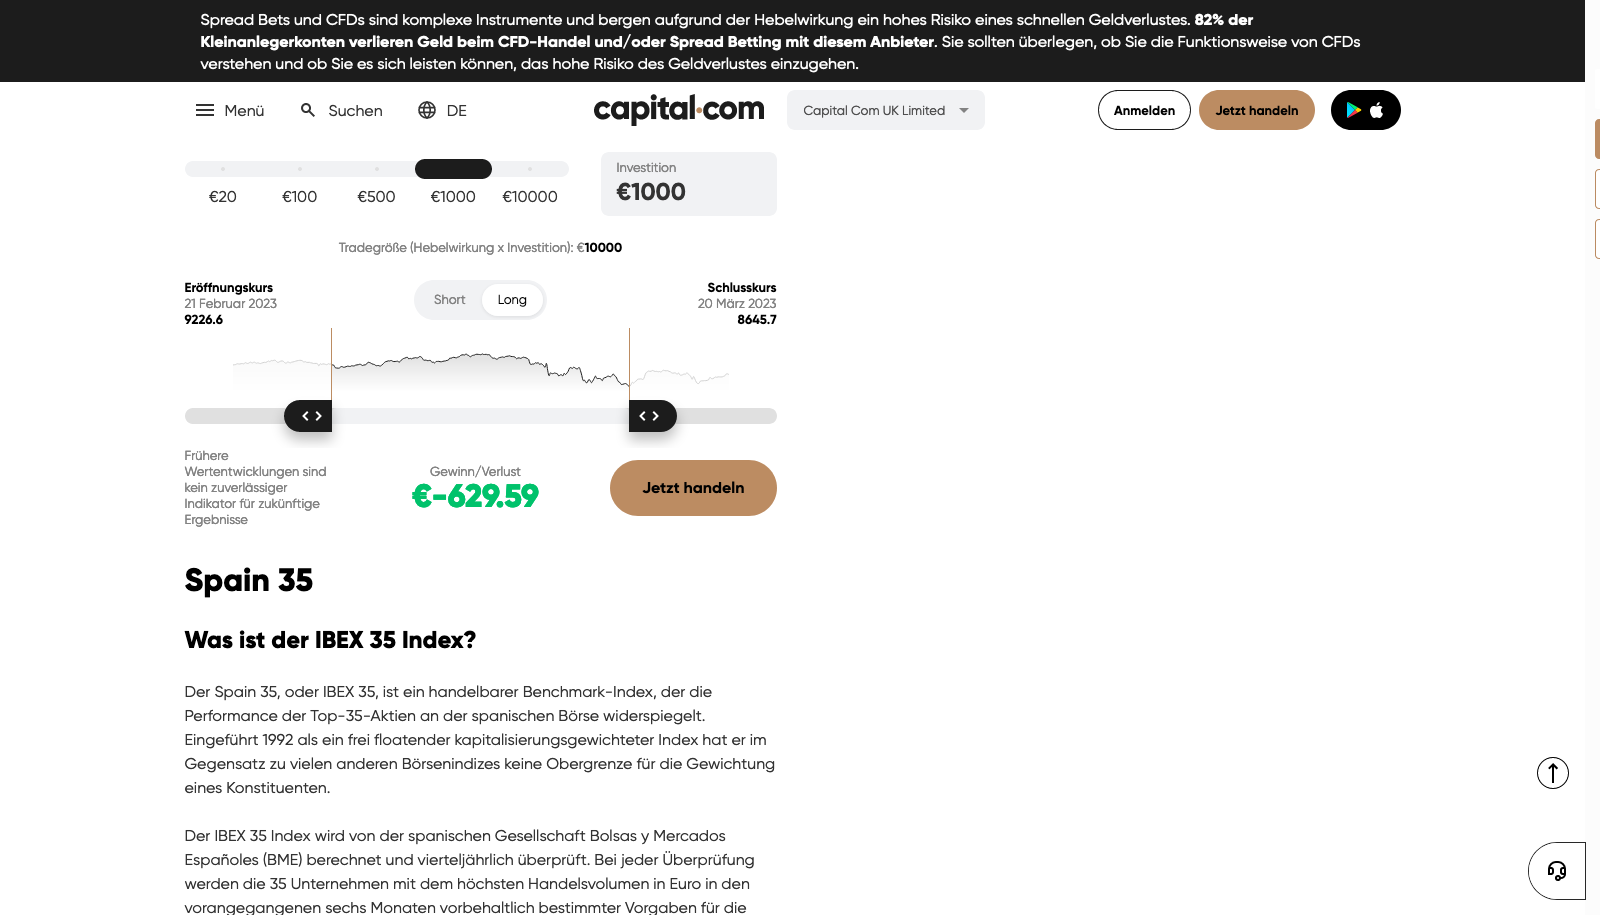 Spread Bets und CFDs sind komplexe Instrumente und bergen aufgrund der Hebelwirkung ein hohes Risiko eines schnellen Geldverlustes. 82% der
Kleinanlegerkonten verlieren Geld beim CFD-Handel und/oder Spread Betting mit diesem Anbieter. Sie sollten überlegen, ob Sie die Funktionsweise von CFDs
verstehen und ob Sie es sich leisten können, das hohe Risiko des Geldverlustes einzugehen.
Menü Suchen DE capital.com Capital Com UK Limited Anmelden Jetzt handeln
€20 €100 €500 €1000 €10000
Investition
€1000
Tradegröße (Hebelwirkung x Investition): €10000
Eröffnungskurs
21 Februar 2023
9226.6
Short Long
Schlusskurs
20 März 2023
8645.7
Frühere
Wertentwicklungen sind
kein zuverlässiger
Indikator für zukünftige
Ergebnisse
Gewinn/Verlust
€-629.59
Jetzt handeln
Spain 35
Was ist der IBEX 35 Index?
Der Spain 35, oder IBEX 35, ist ein handelbarer Benchmark-Index, der die
Performance der Top-35-Aktien an der spanischen Börse widerspiegelt.
Eingeführt 1992 als ein frei floatender kapitalisierungsgewichteter Index hat er im
Gegensatz zu vielen anderen Börsenindizes keine Obergrenze für die Gewichtung
eines Konstituenten.
Der IBEX 35 Index wird von der spanischen Gesellschaft Bolsas y Mercados
Españoles (BME) berechnet und vierteljährlich überprüft. Bei jeder Überprüfung
werden die 35 Unternehmen mit dem höchsten Handelsvolumen in Euro in den
vorangegangenen sechs Monaten vorbehaltlich bestimmter Vorgaben für die